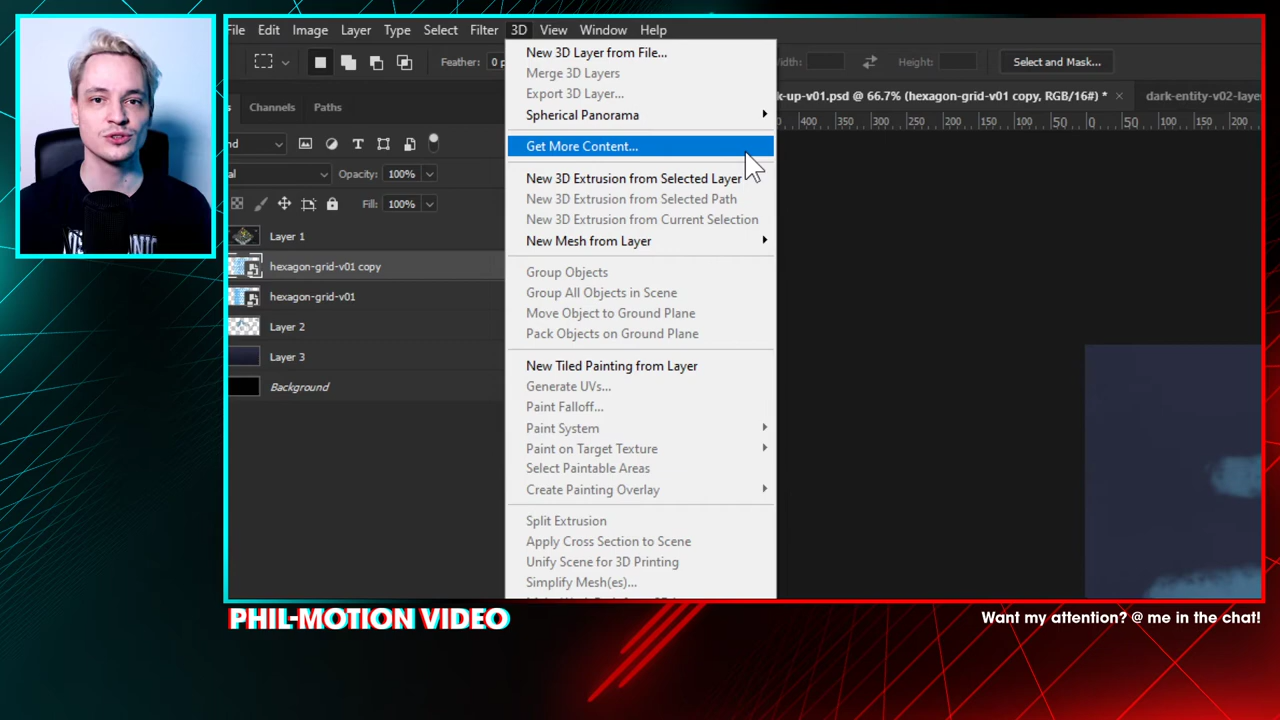 File Edit Image Layer Type Select Filter 3D View Window Help
Feather: 0 p
Width:
Height:
Select and Mask...
k-up-v01.psd @ 66.7% (hexagon-grid-v01 copy, RGB/16#) *
dark-entity-v02-layer
350 300 250 200 150 100 50 0 50 100 150 200
Channels
Paths
nd
al
Opacity: 100%
Fill: 100%
Layer 1
hexagon-grid-v01 copy
hexagon-grid-v01
Layer 2
Layer 3
Background
New 3D Layer from File...
Merge 3D Layers
Export 3D Layer...
Spherical Panorama
Get More Content...
New 3D Extrusion from Selected Layer
New 3D Extrusion from Selected Path
New 3D Extrusion from Current Selection
New Mesh from Layer
Group Objects
Group All Objects in Scene
Move Object to Ground Plane
Pack Objects on Ground Plane
New Tiled Painting from Layer
Generate UVs...
Paint Falloff...
Paint System
Paint on Target Texture
Select Paintable Areas
Create Painting Overlay
Split Extrusion
Apply Cross Section to Scene
Unify Scene for 3D Printing
Simplify Mesh(es)...
PHIL-MOTION VIDEO
Want my attention? @ me in the chat!